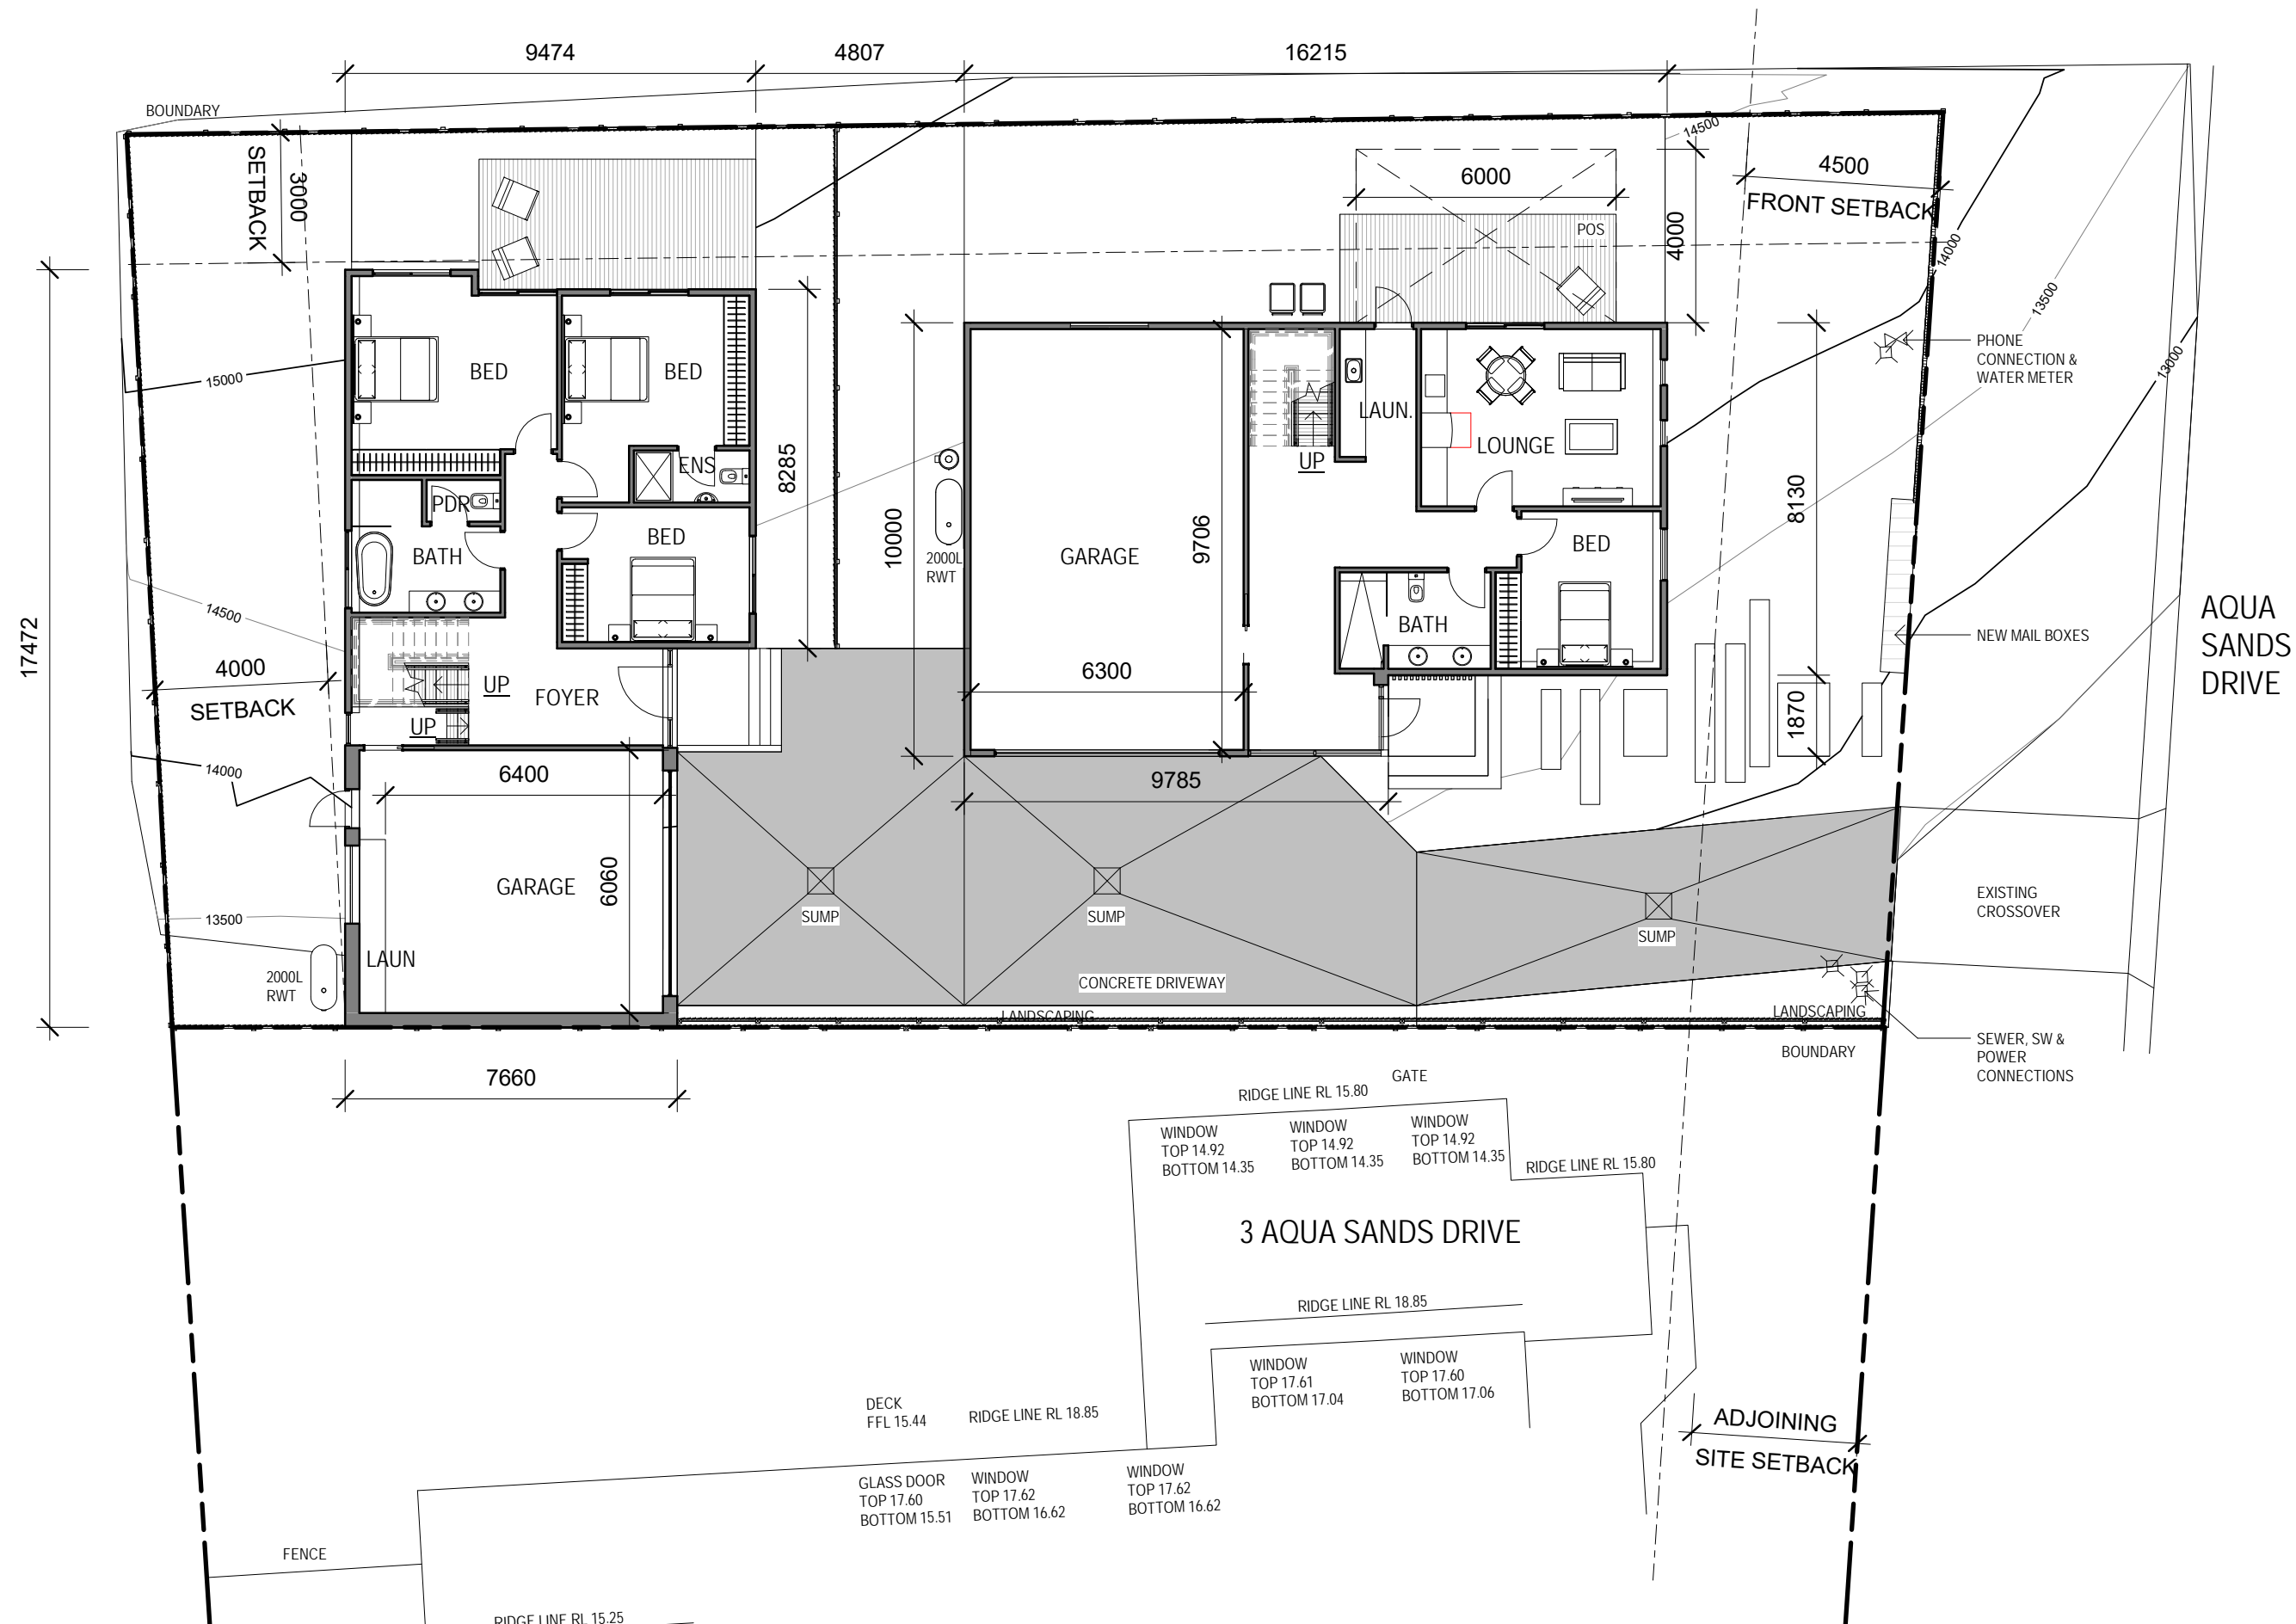 9474
4807
16215
BOUNDARY
SETBACK
3000
14500
4500
FRONT SETBACK
6000
4000
POS
14000
13500
13000
PHONE
CONNECTION &
WATER METER
15000
BED
BED
LAUN.
LOUNGE
UP
ENS
8285
PDR
BATH
BED
10000
2000L
RWT
GARAGE
9706
8130
BED
BATH
17472
14500
4000
SETBACK
UP
FOYER
UP
6300
1870
NEW MAIL BOXES
AQUA
SANDS
DRIVE
14000
6400
9785
13500
GARAGE
6060
SUMP
SUMP
SUMP
EXISTING
CROSSOVER
LAUN
2000L
RWT
CONCRETE DRIVEWAY
LANDSCAPING
LANDSCAPING
SEWER, SW &
POWER
CONNECTIONS
BOUNDARY
7660
GATE
RIDGE LINE RL 15.80
WINDOW
TOP 14.92
BOTTOM 14.35
WINDOW
TOP 14.92
BOTTOM 14.35
WINDOW
TOP 14.92
BOTTOM 14.35
RIDGE LINE RL 15.80
3 AQUA SANDS DRIVE
RIDGE LINE RL 18.85
WINDOW
TOP 17.61
BOTTOM 17.04
WINDOW
TOP 17.60
BOTTOM 17.06
DECK
FFL 15.44
RIDGE LINE RL 18.85
ADJOINING
SITE SETBACK
GLASS DOOR
TOP 17.60
BOTTOM 15.51
WINDOW
TOP 17.62
BOTTOM 16.62
WINDOW
TOP 17.62
BOTTOM 16.62
FENCE
RIDGE LINE RL 15.25